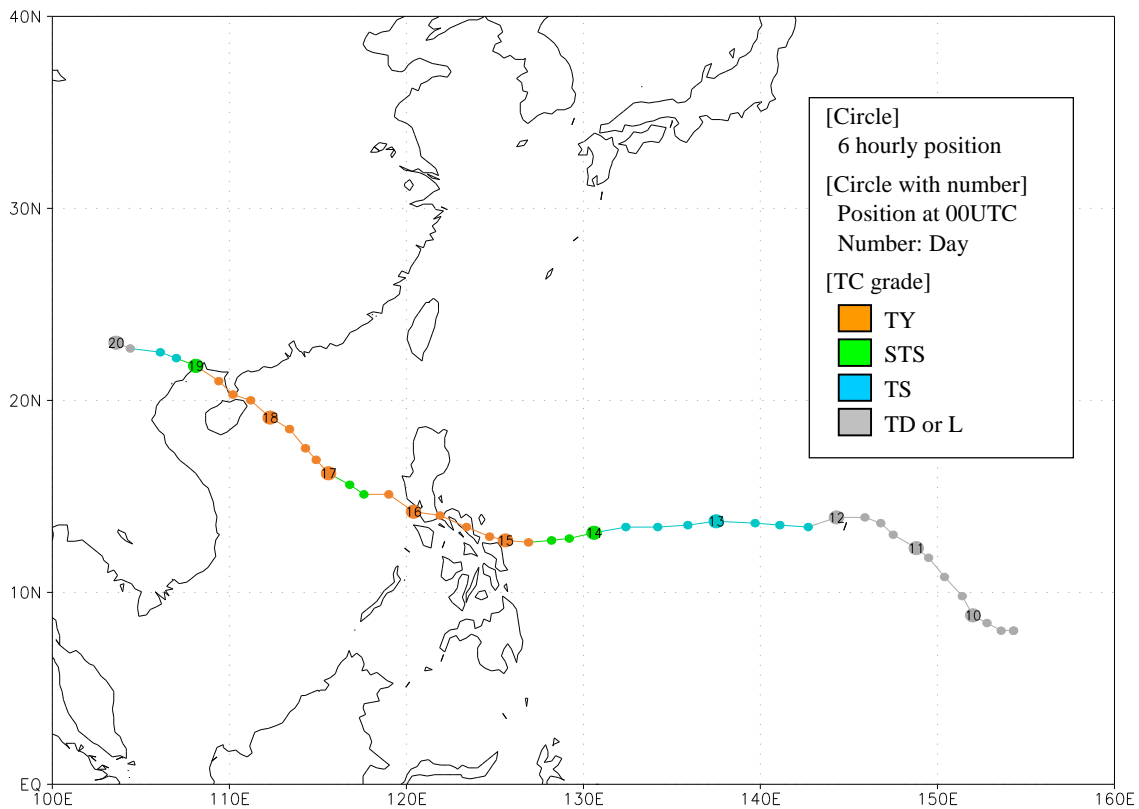 40N
30N
20N
10N
EQ
100E 110E 120E 130E 140E 150E 160E
[Circle]
6 hourly position
[Circle with number]
Position at 00UTC
Number: Day
[TC grade]
TY
STS
TS
TD or L
20
19
18
17
16
15
14
13
12
11
10